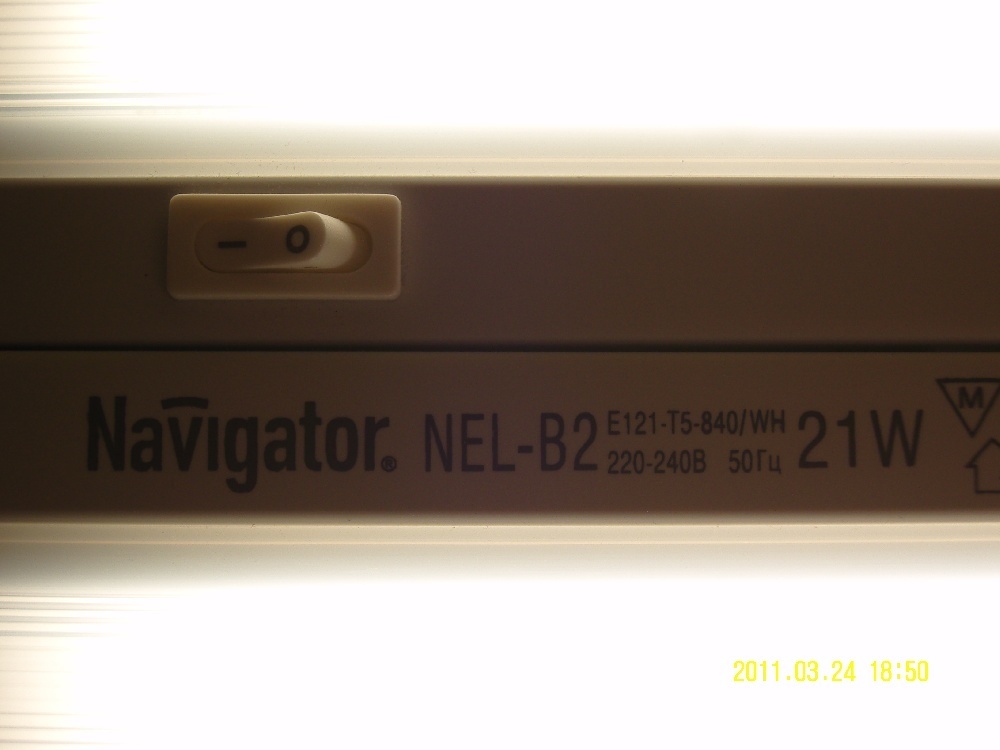 I O
Navigator® NEL-B2 E121-T5-840/WH 21W
220-240В 50Гц
M
2011.03.24 18:50